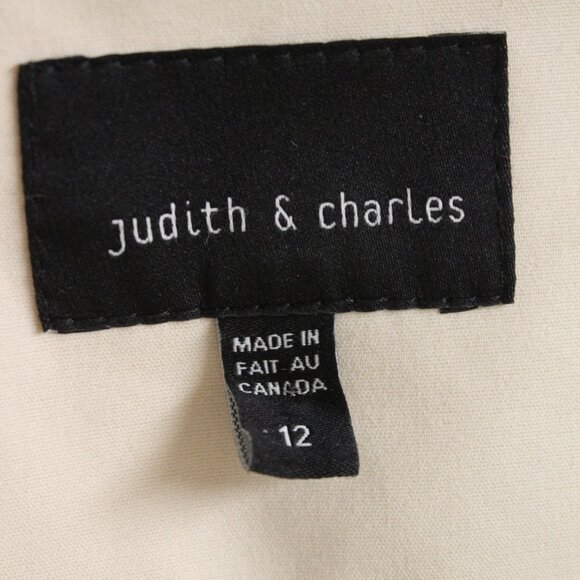 judith & charles
MADE IN
FAIT AU
CANADA
12